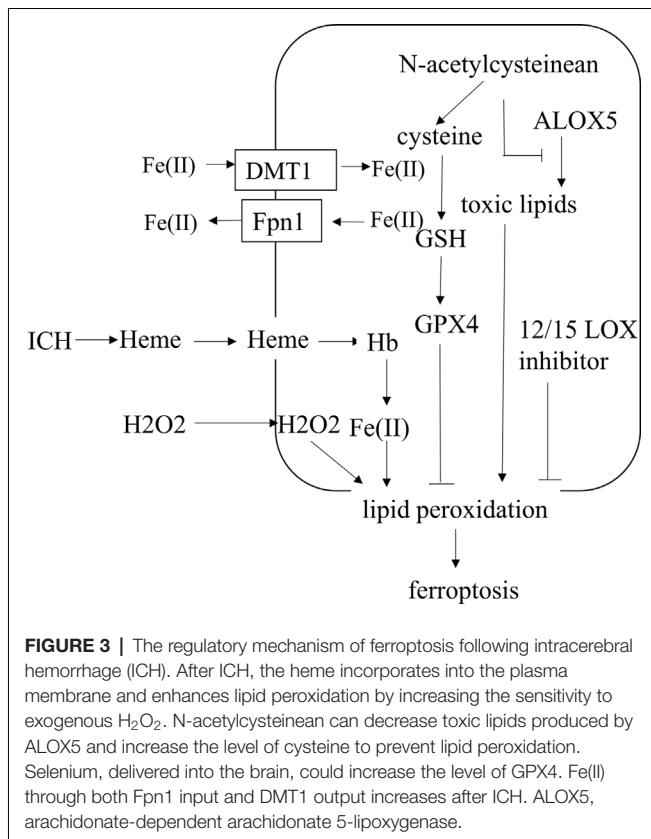 N-acetylcysteinean
cysteine
ALOX5
Fe(II)
DMT1
Fe(II)
toxic lipids
Fe(II)
Fpn1
Fe(II)
GSH
GPX4
12/15 LOX
inhibitor
ICH
Heme
Heme
Hb
H2O2
H2O2
Fe(II)
lipid peroxidation
ferroptosis
FIGURE 3 | The regulatory mechanism of ferroptosis following intracerebral
hemorrhage (ICH). After ICH, the heme incorporates into the plasma
membrane and enhances lipid peroxidation by increasing the sensitivity to
exogenous H₂O₂. N-acetylcysteinean can decrease toxic lipids produced by
ALOX5 and increase the level of cysteine to prevent lipid peroxidation.
Selenium, delivered into the brain, could increase the level of GPX4. Fe(II)
through both Fpn1 input and DMT1 output increases after ICH. ALOX5,
arachidonate-dependent arachidonate 5-lipoxygenase.